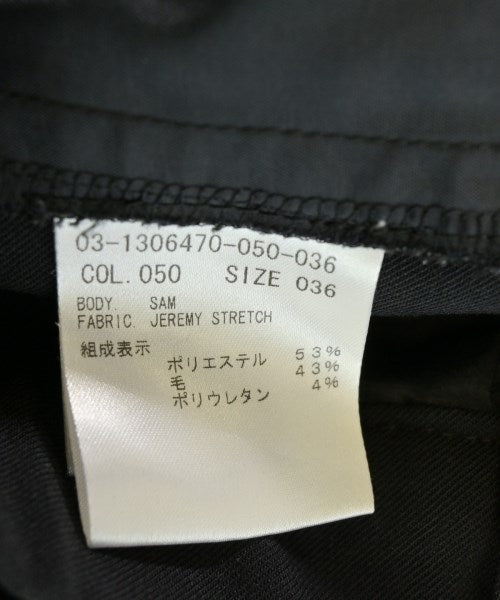 03-1306470-050-036
COL.050 SIZE 036
BODY. SAM
FABRIC. JEREMY STRETCH
組成表示
ポリエステル 53%
毛 43%
ポリウレタン 4%